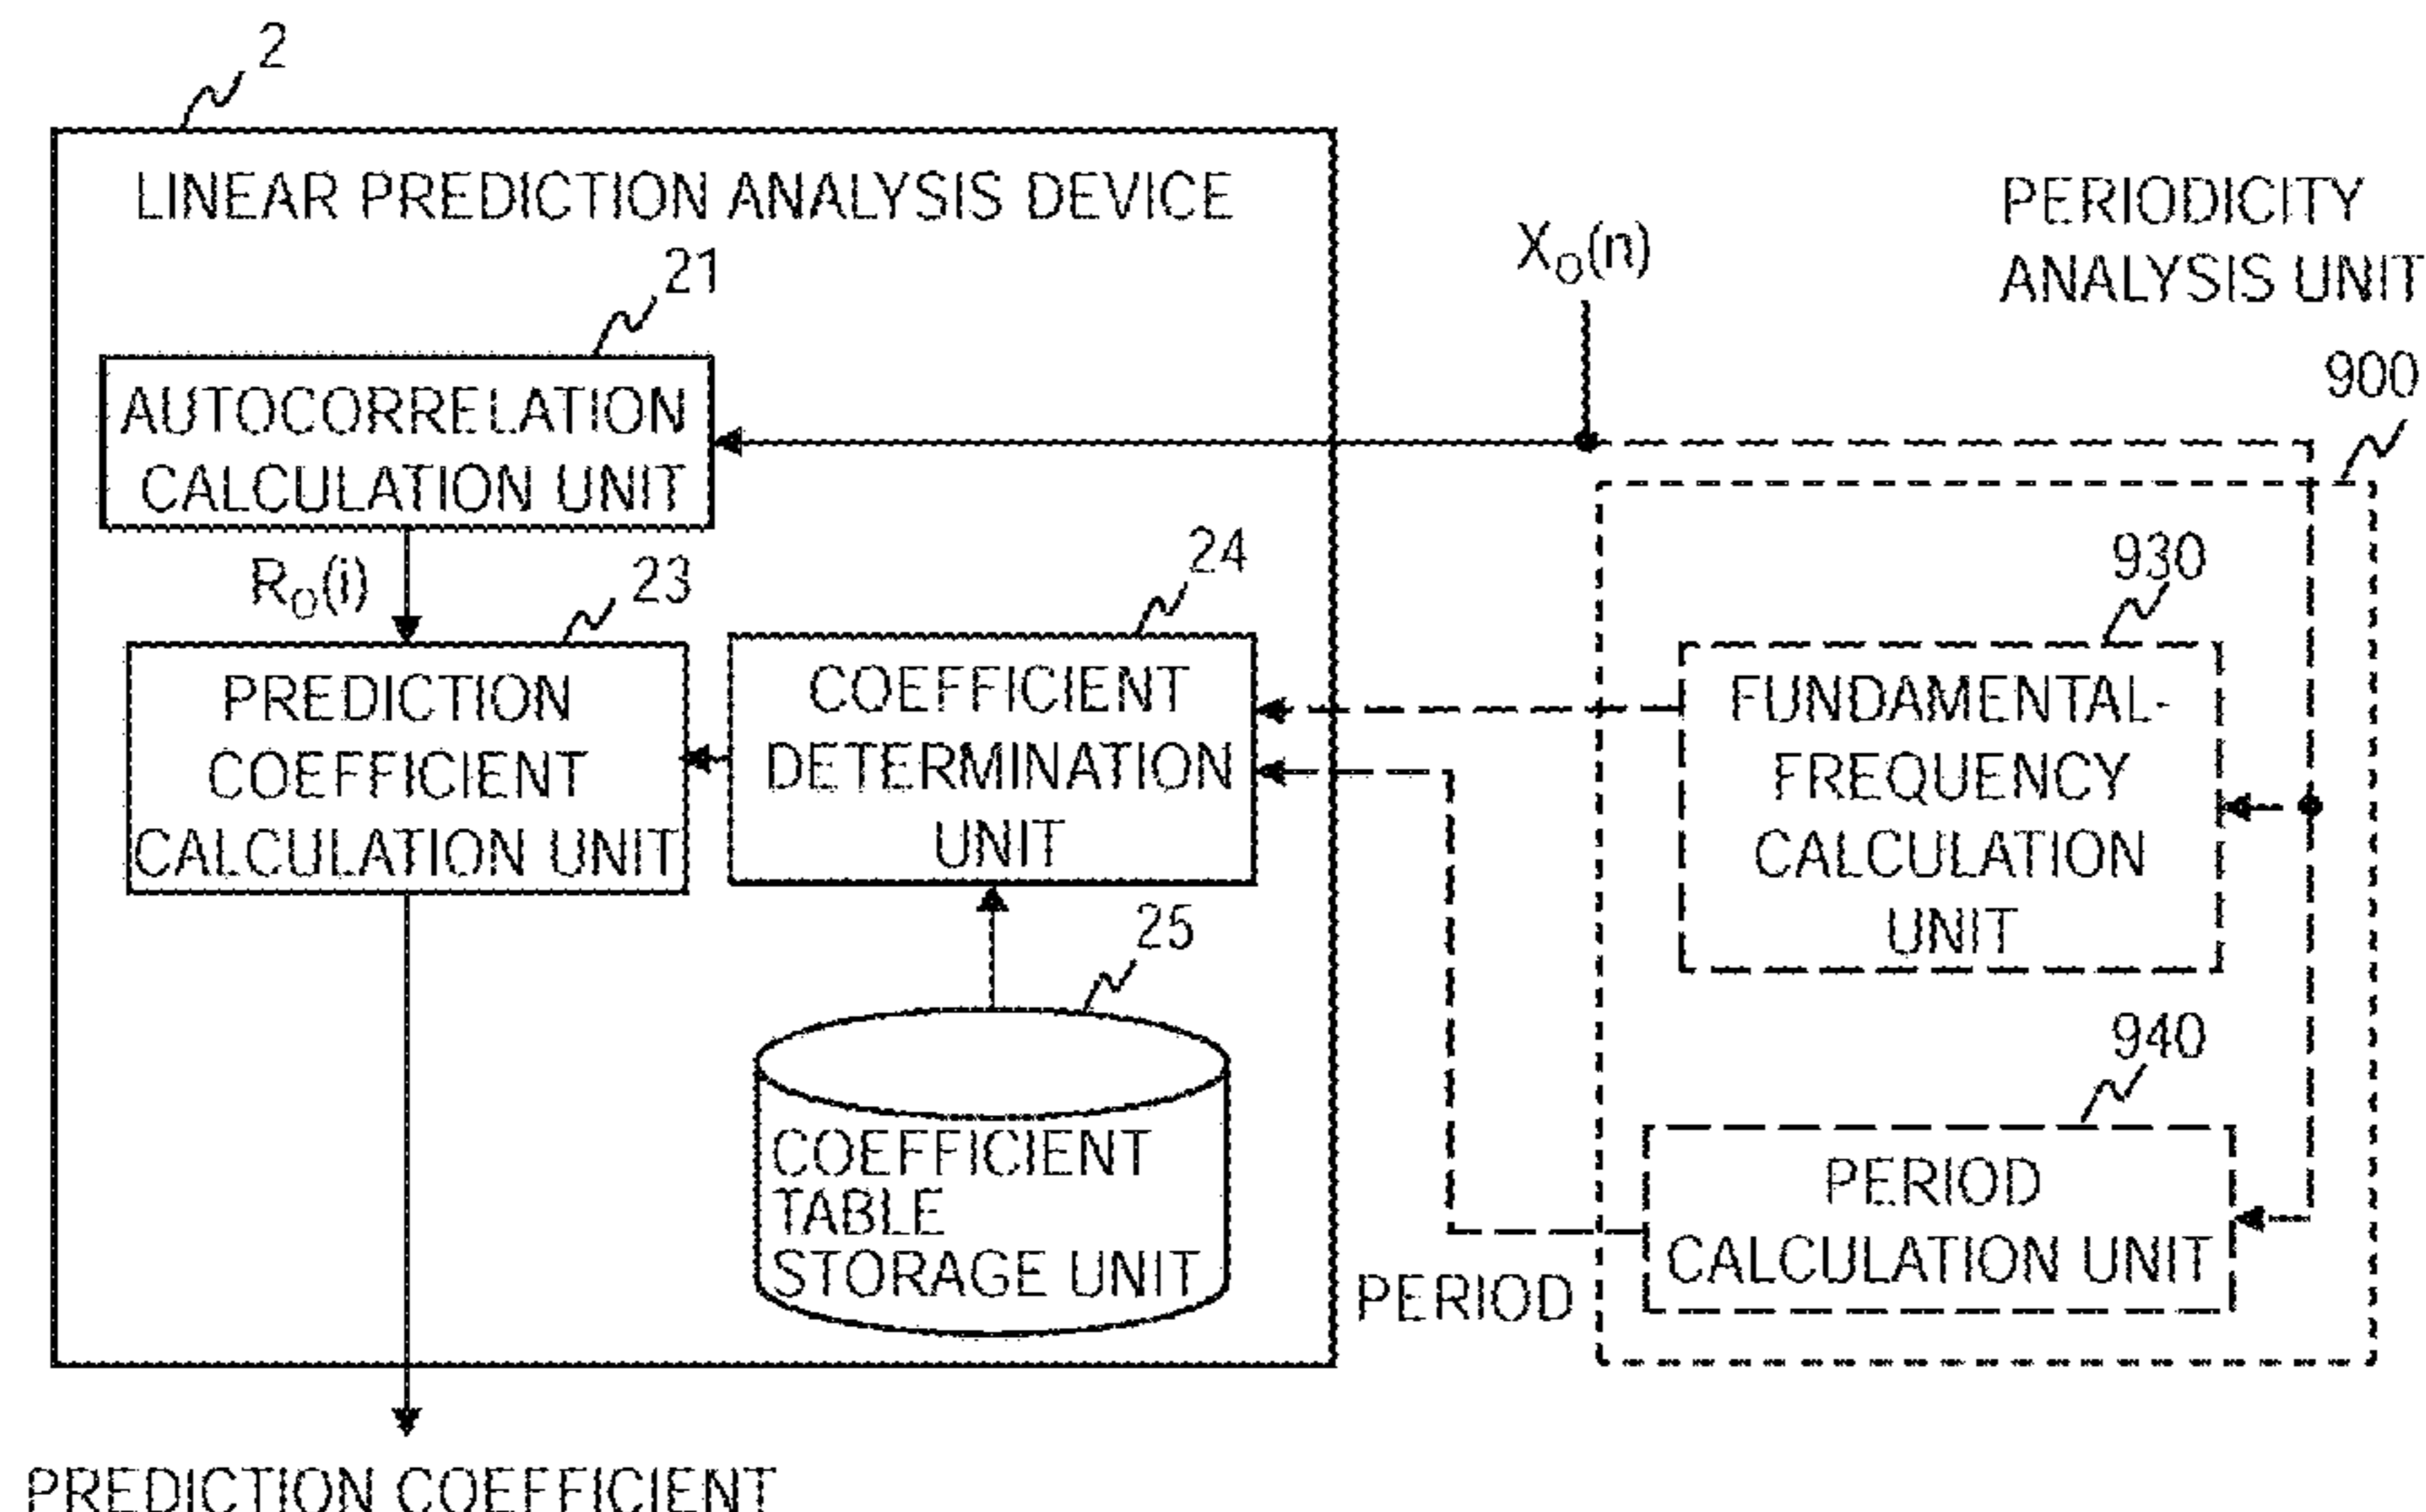 2
LINEAR PREDICTION ANALYSIS DEVICE
21
AUTOCORRELATION
CALCULATION UNIT
R_O(i)
23
PREDICTION
COEFFICIENT
CALCULATION UNIT
24
COEFFICIENT
DETERMINATION
UNIT
25
COEFFICIENT
TABLE
STORAGE UNIT
X_O(n)
PERIODICITY
ANALYSIS UNIT
900
930
FUNDAMENTAL-
FREQUENCY
CALCULATION
UNIT
940
PERIOD
CALCULATION UNIT
PERIOD
PREDICTION COEFFICIENT